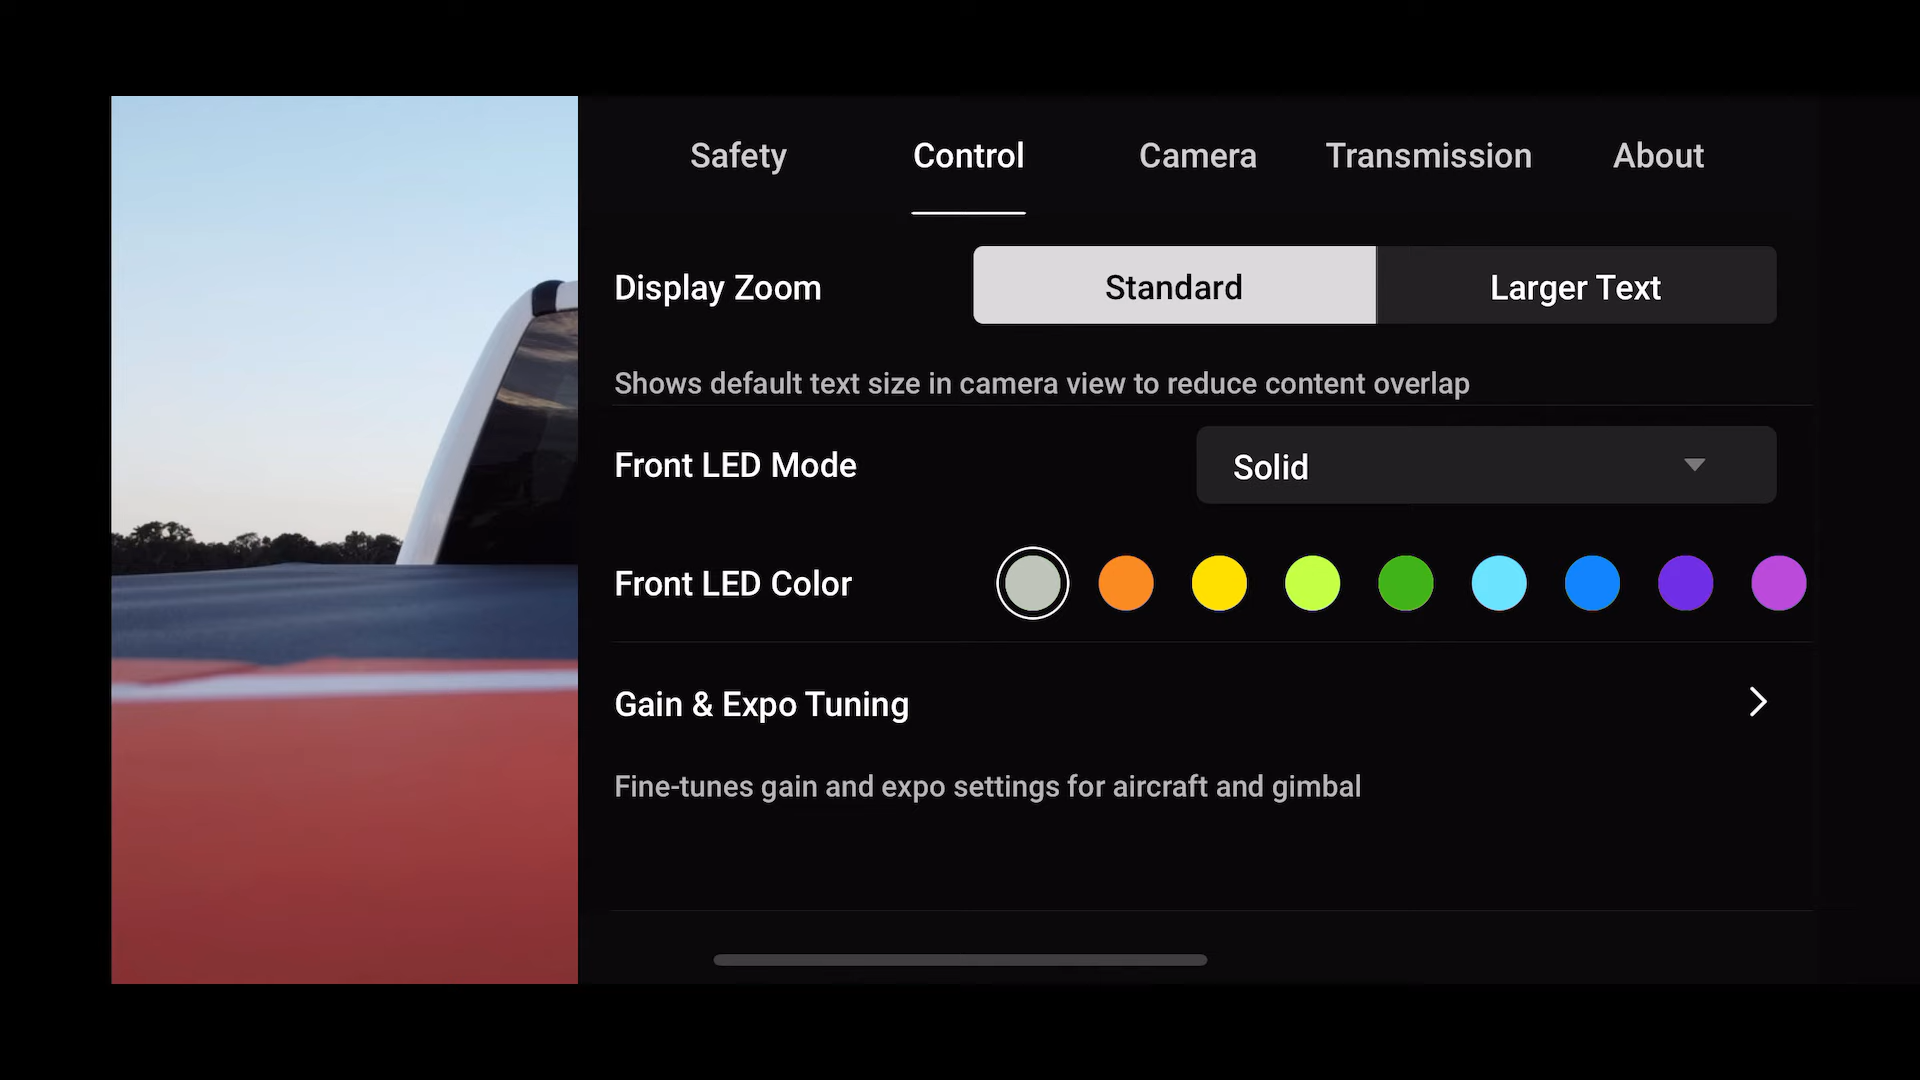 Safety Control Camera Transmission About
Display Zoom Standard Larger Text
Shows default text size in camera view to reduce content overlap
Front LED Mode Solid
Front LED Color
Gain & Expo Tuning
Fine-tunes gain and expo settings for aircraft and gimbal